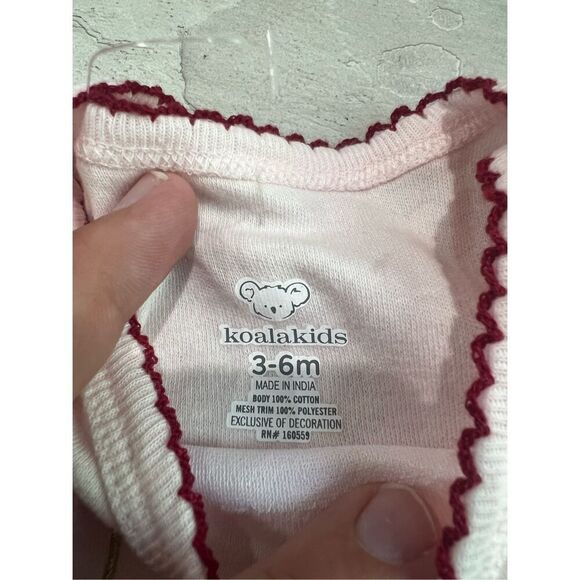 koalakids
3-6m
MADE IN INDIA
BODY 100% COTTON
MESH TRIM 100% POLYESTER
EXCLUSIVE OF DECORATION
RN# 160559